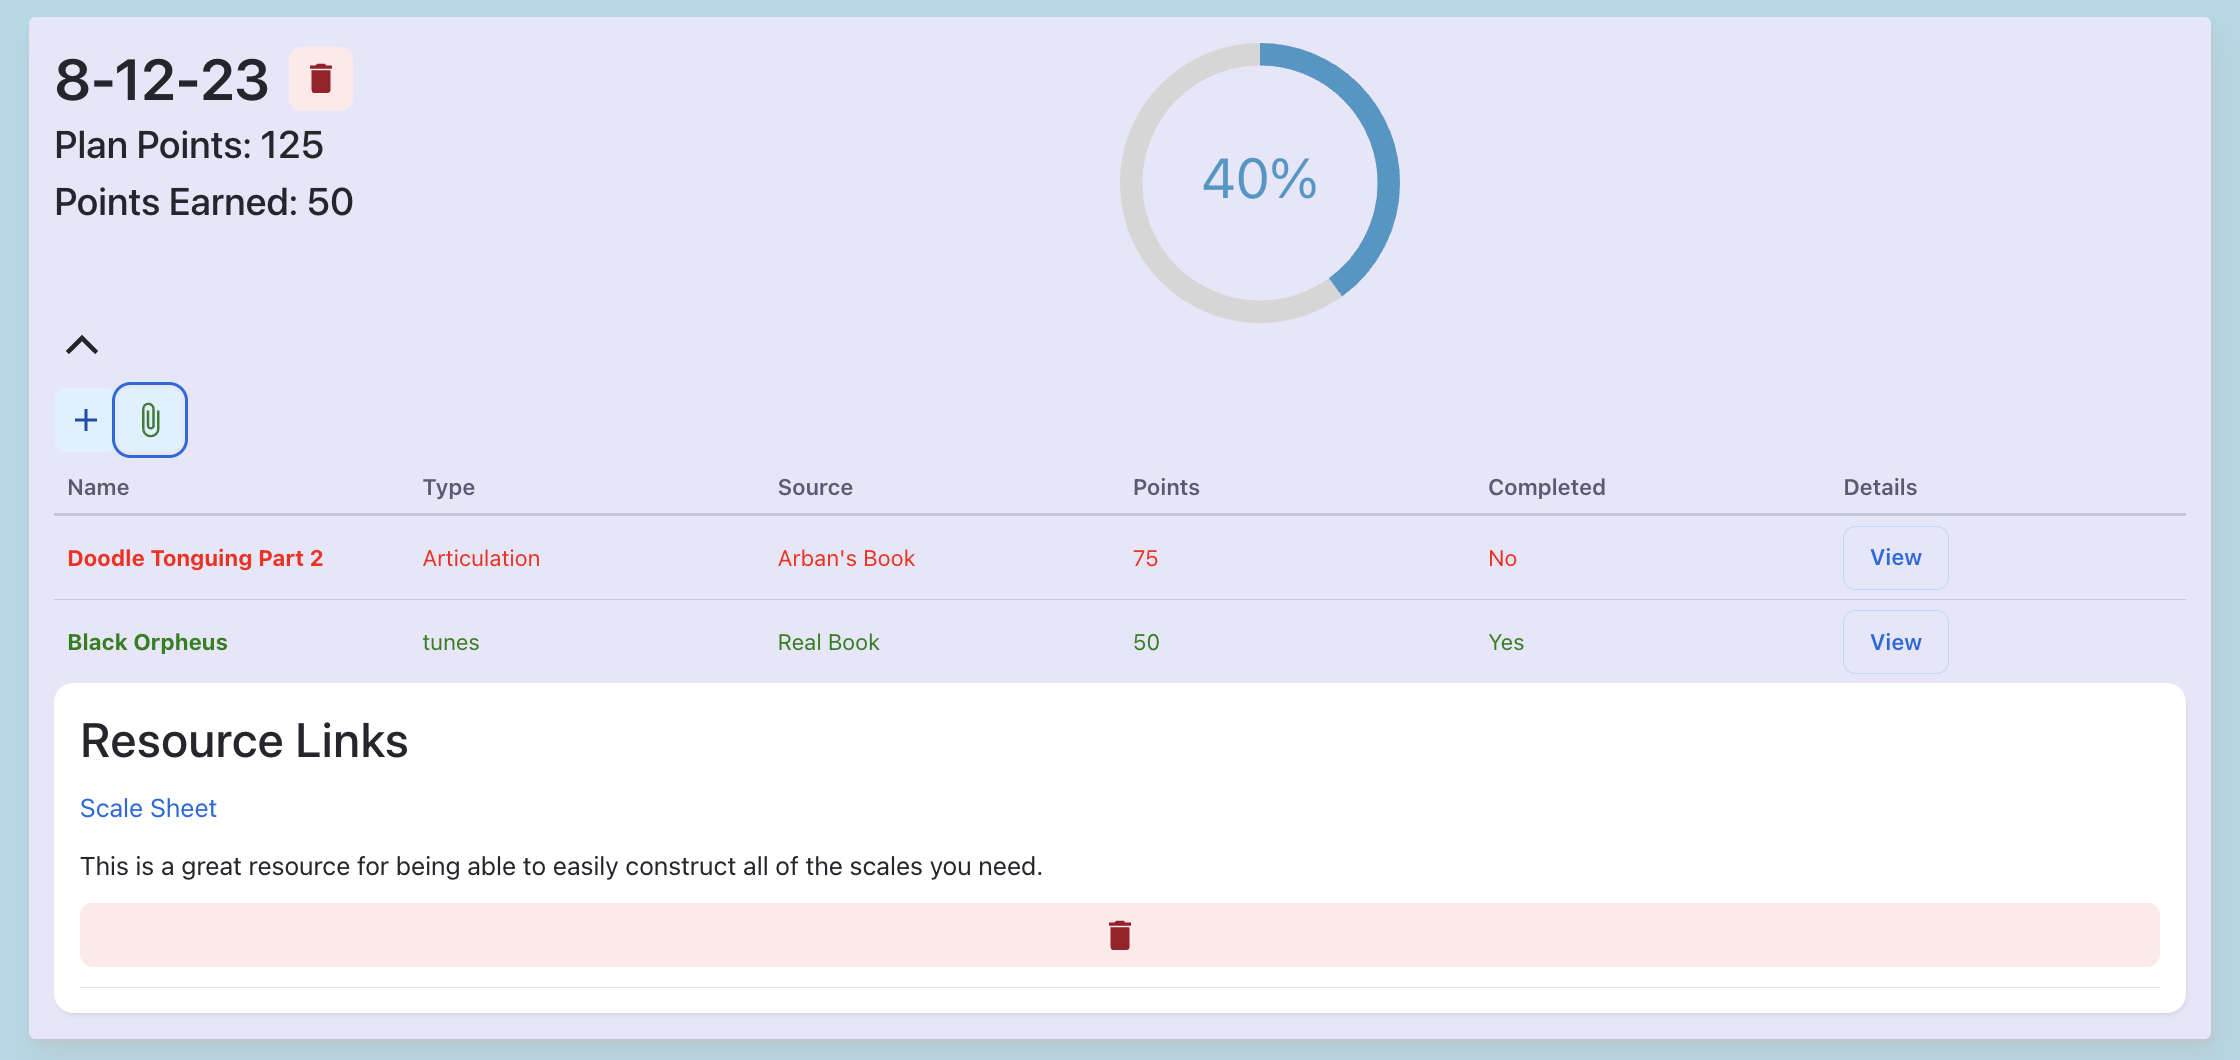 8-12-23
Plan Points: 125
Points Earned: 50
40%
Name Type Source Points Completed Details
Doodle Tonguing Part 2 Articulation Arban's Book 75 No View
Black Orpheus tunes Real Book 50 Yes View
Resource Links
Scale Sheet
This is a great resource for being able to easily construct all of the scales you need.